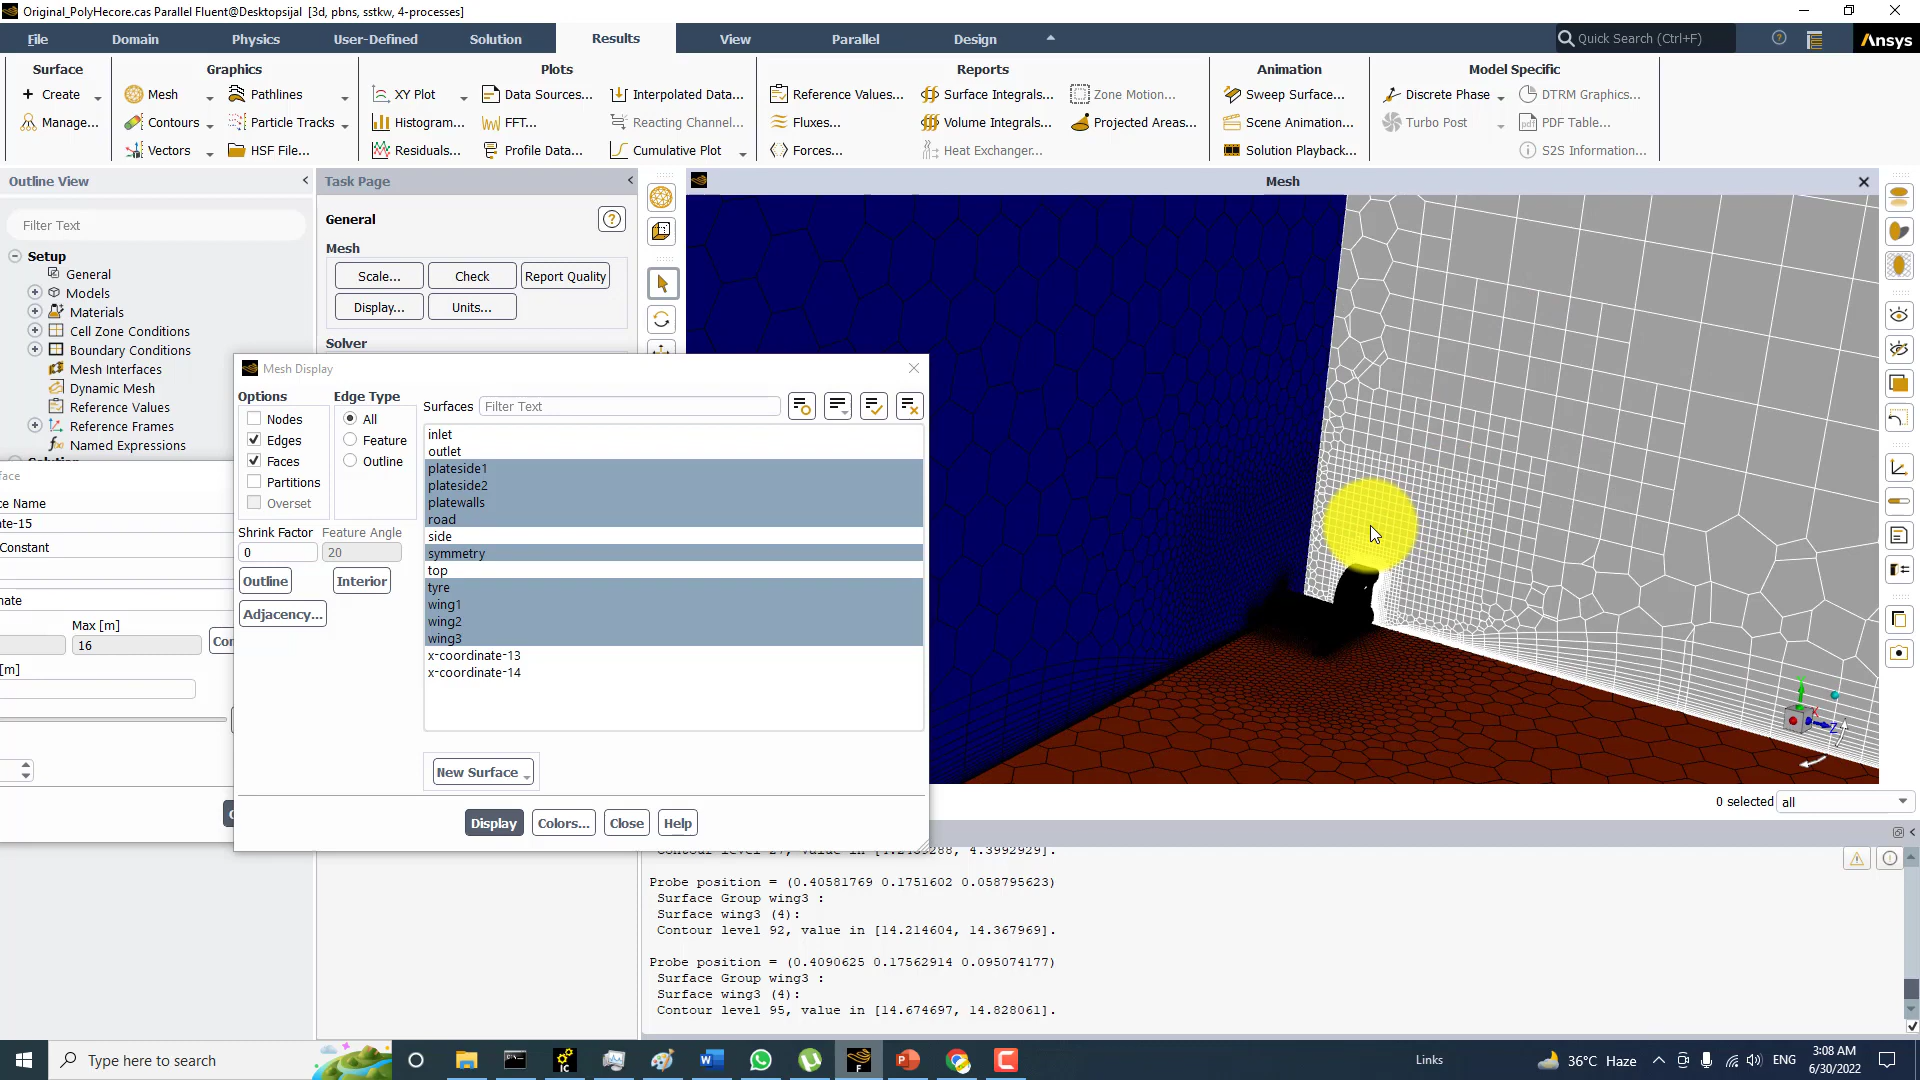 Original_PolyHecore.cas Parallel Fluent@Desktopsijal [3d, pbns, sstkw, 4-processes]
File Domain Physics User-Defined Solution Results View Parallel Design
Quick Search (Ctrl+F)
Ansys
Surface
Create
Manage...
Graphics
Mesh
Contours
Vectors
Pathlines
Particle Tracks
HSF File...
Plots
XY Plot
Histogram...
Residuals...
Data Sources...
FFT...
Profile Data...
Interpolated Data...
Reacting Channel...
Cumulative Plot
Reports
Reference Values...
Fluxes...
Forces...
Surface Integrals...
Volume Integrals...
Heat Exchanger...
Zone Motion...
Projected Areas...
Animation
Sweep Surface...
Scene Animation...
Solution Playback...
Model Specific
Discrete Phase
Turbo Post
DTRM Graphics...
PDF Table...
S2S Information...
Outline View
Filter Text
Setup
General
Models
Materials
Cell Zone Conditions
Boundary Conditions
Mesh Interfaces
Dynamic Mesh
Reference Values
Reference Frames
Named Expressions
Task Page
General
Mesh
Scale...
Check
Report Quality
Display...
Units...
Solver
Mesh
face
ce Name
te-15
Constant
nate
Max [m]
16
Con
[m]
Mesh Display
Options
Nodes
Edges
Faces
Partitions
Overset
Edge Type
All
Feature
Outline
Shrink Factor
0
Feature Angle
20
Outline
Interior
Adjacency...
Surfaces
Filter Text
inlet
outlet
plateside1
plateside2
platewalls
road
side
symmetry
top
tyre
wing1
wing2
wing3
x-coordinate-13
x-coordinate-14
New Surface
Display
Colors...
Close
Help
Y
X
Z
0 selected
all
Probe position = (0.40581769 0.1751602 0.058795623)
Surface Group wing3 :
Surface wing3 (4):
Contour level 92, value in [14.214604, 14.367969].
Probe position = (0.4090625 0.17562914 0.095074177)
Surface Group wing3 :
Surface wing3 (4):
Contour level 95, value in [14.674697, 14.828061].
Type here to search
Links
36°C Haze
ENG
3:08 AM
6/30/2022